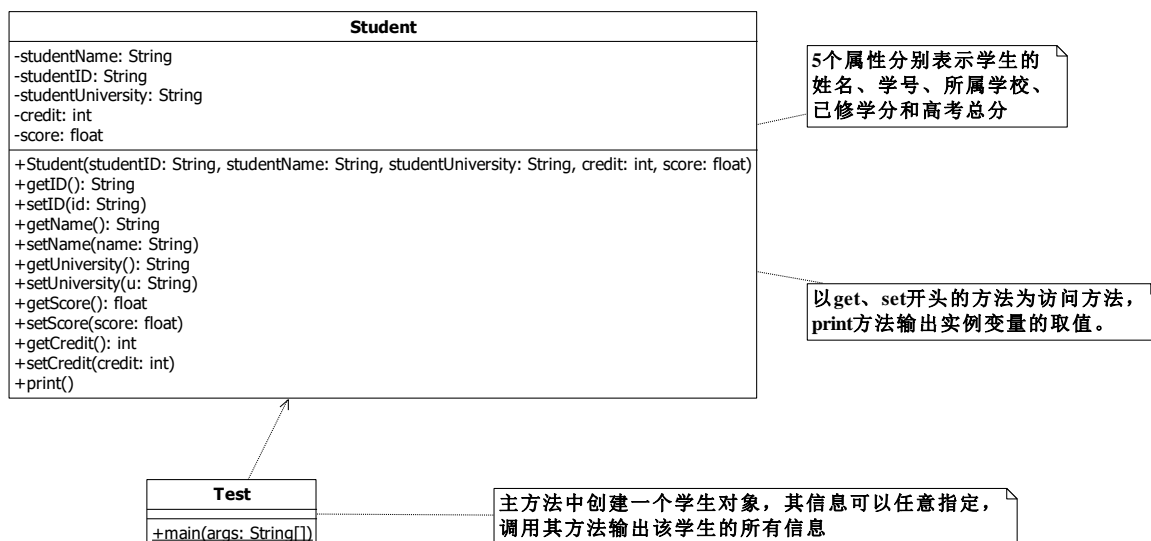 Student
-studentName: String
-studentID: String
-studentUniversity: String
-credit: int
-score: float
+Student(studentID: String, studentName: String, studentUniversity: String, credit: int, score: float)
+getID(): String
+setID(id: String)
+getName(): String
+setName(name: String)
+getUniversity(): String
+setUniversity(u: String)
+getScore(): float
+setScore(score: float)
+getCredit(): int
+setCredit(credit: int)
+print()
5个属性分别表示学生的
姓名、学号、所属学校、
已修学分和高考总分
以get、set开头的方法为访问方法，
print方法输出实例变量的取值。
Test
+main(args: String[])
主方法中创建一个学生对象，其信息可以任意指定，
调用其方法输出该学生的所有信息